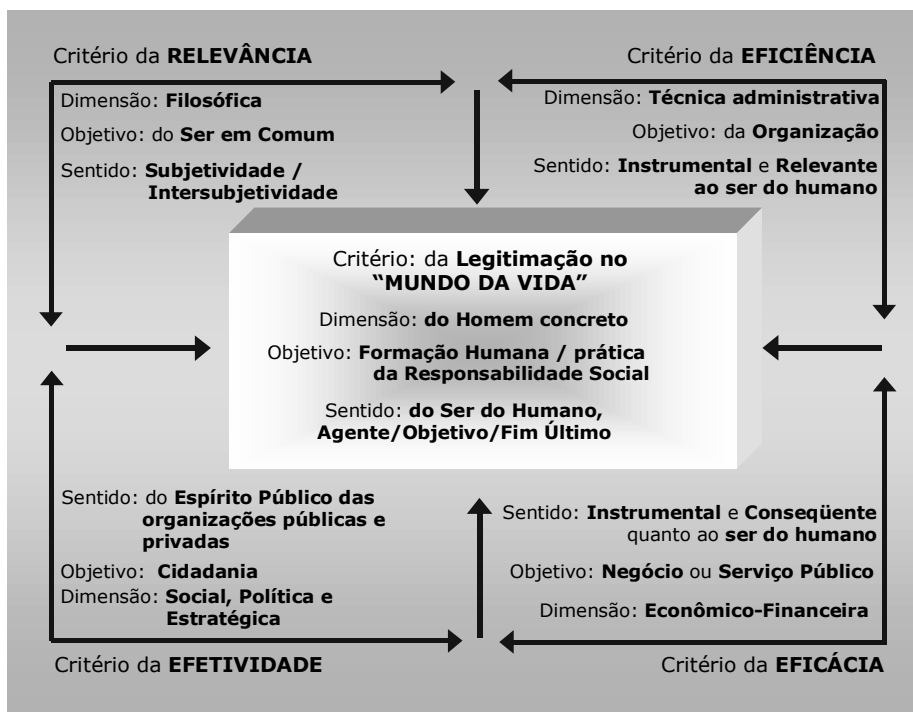 Critério da RELEVÂNCIA
Dimensão: Filosófica
Objetivo: do Ser em Comum
Sentido: Subjetividade /
Intersubjetividade
Critério da EFICIÊNCIA
Dimensão: Técnica administrativa
Objetivo: da Organização
Sentido: Instrumental e Relevante
ao ser do humano
Critério: da Legitimação no
“MUNDO DA VIDA”
Dimensão: do Homem concreto
Objetivo: Formação Humana / prática
da Responsabilidade Social
Sentido: do Ser do Humano,
Agente/Objetivo/Fim Último
Sentido: do Espírito Público das
organizações públicas e
privadas
Objetivo: Cidadania
Dimensão: Social, Política e
Estratégica
Critério da EFETIVIDADE
Sentido: Instrumental e Conseqüente
quanto ao ser do humano
Objetivo: Negócio ou Serviço Público
Dimensão: Econômico-Financeira
Critério da EFICÁCIA